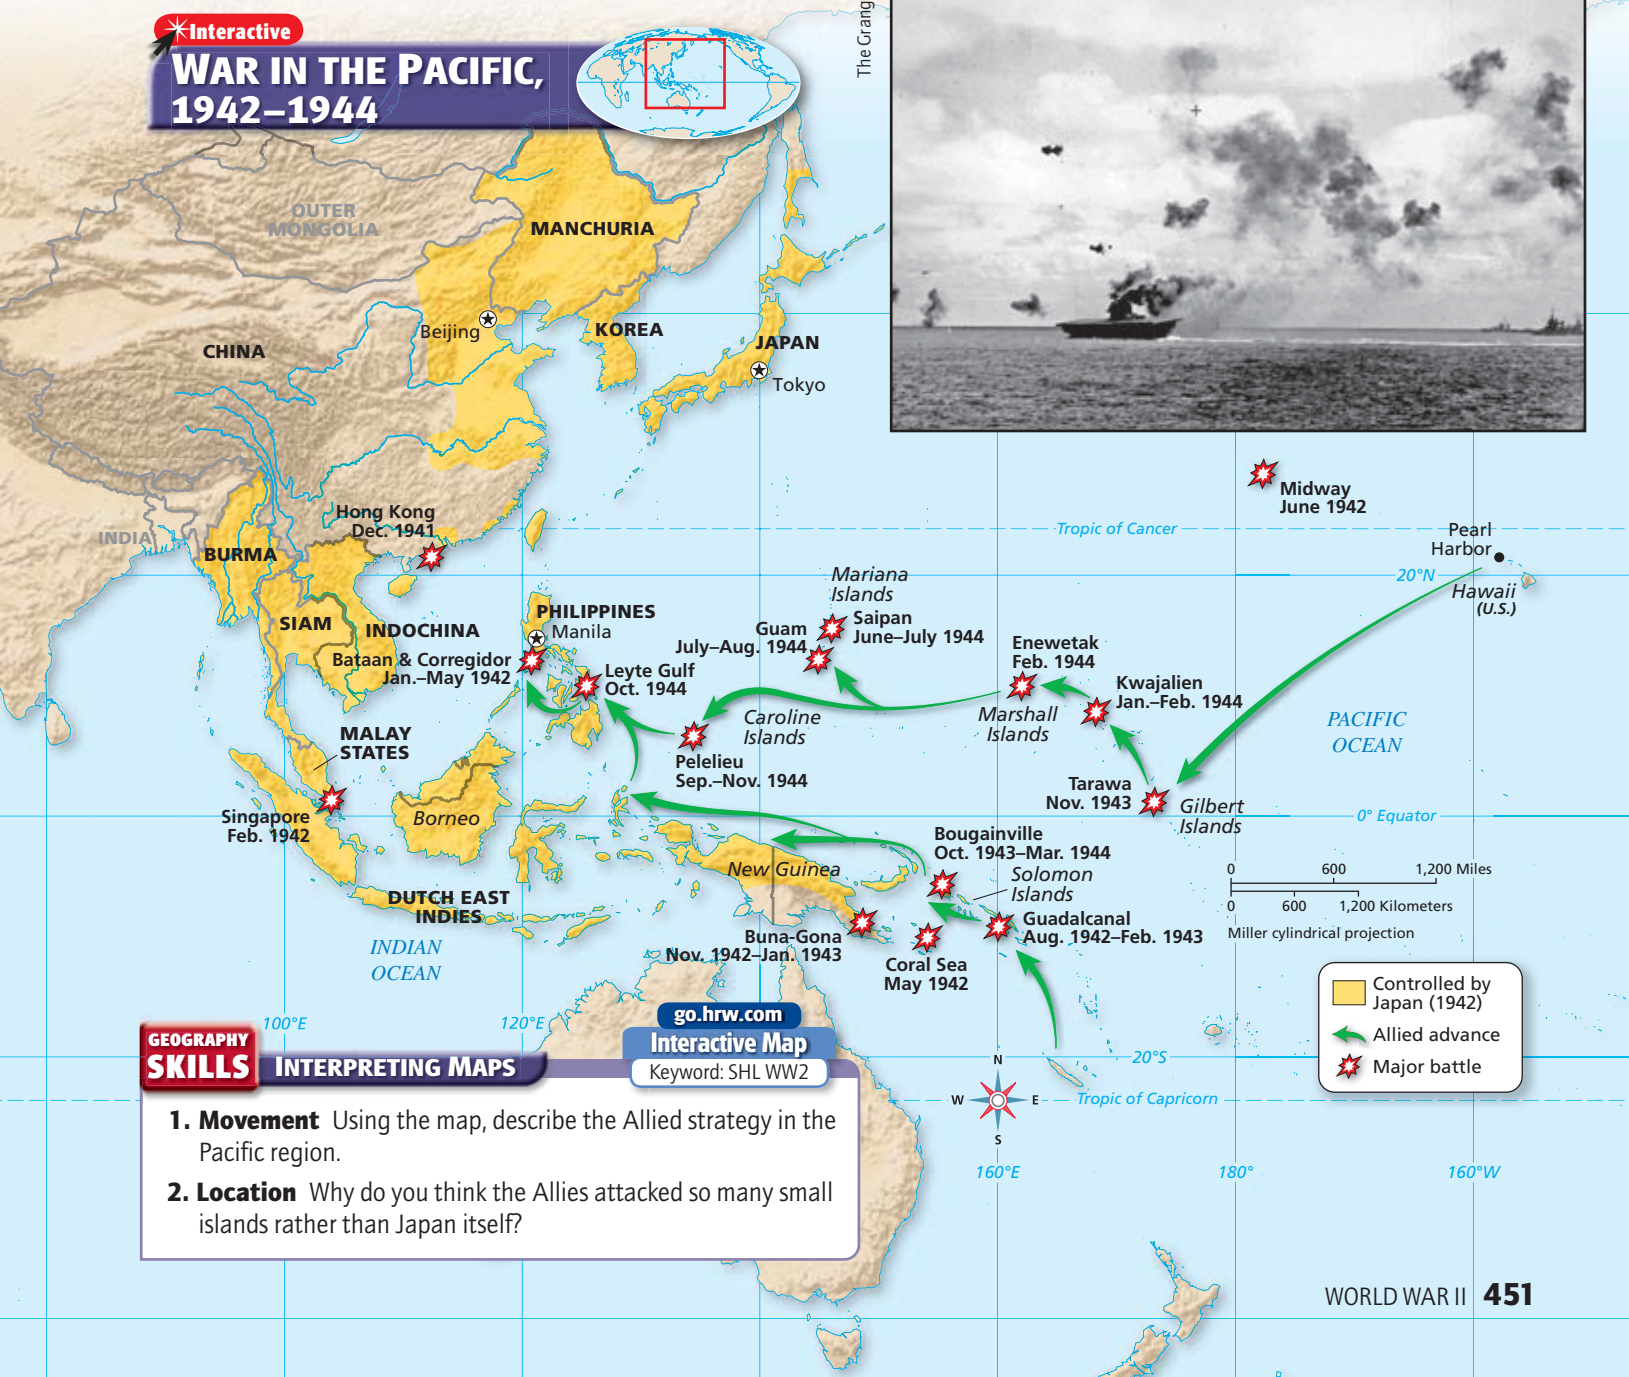 Interactive
WAR IN THE PACIFIC,
1942–1944
The Grang
OUTER
MONGOLIA
MANCHURIA
Beijing
KOREA
JAPAN
Tokyo
CHINA
Hong Kong
Dec. 1941
INDIA
BURMA
SIAM
INDOCHINA
PHILIPPINES
Manila
Bataan & Corregidor
Jan.–May 1942
Leyte Gulf
Oct. 1944
Mariana
Islands
Guam
July–Aug. 1944
Saipan
June–July 1944
Enewetak
Feb. 1944
Kwajalien
Jan.–Feb. 1944
Midway
June 1942
Tropic of Cancer
Pearl
Harbor
20°N
Hawaii
(U.S.)
Marshall
Islands
Caroline
Islands
Pelelieu
Sep.–Nov. 1944
PACIFIC
OCEAN
MALAY
STATES
Singapore
Feb. 1942
Borneo
Tarawa
Nov. 1943
Gilbert
Islands
0° Equator
Bougainville
Oct. 1943–Mar. 1944
New Guinea
Solomon
Islands
0 600 1,200 Miles
0 600 1,200 Kilometers
Miller cylindrical projection
DUTCH EAST
INDIES
INDIAN
OCEAN
Buna-Gona
Nov. 1942–Jan. 1943
Coral Sea
May 1942
Guadalcanal
Aug. 1942–Feb. 1943
Controlled by
Japan (1942)
Allied advance
Major battle
100°E
120°E
20°S
N
W
E
S
Tropic of Capricorn
160°E
180°
160°W
go.hrw.com
Interactive Map
Keyword: SHL WW2
GEOGRAPHY
SKILLS
INTERPRETING MAPS
1. Movement Using the map, describe the Allied strategy in the
Pacific region.
2. Location Why do you think the Allies attacked so many small
islands rather than Japan itself?
WORLD WAR II 451